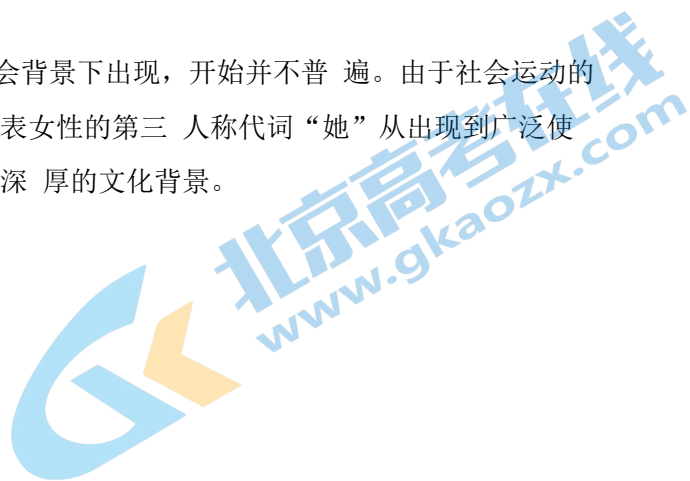 会背景下出现，开始并不普 遍。由于社会运动的
表女性的第三 人称代词“她”从出现到广泛使
深 厚的文化背景。
北京高考在线
www.gkaozx.com